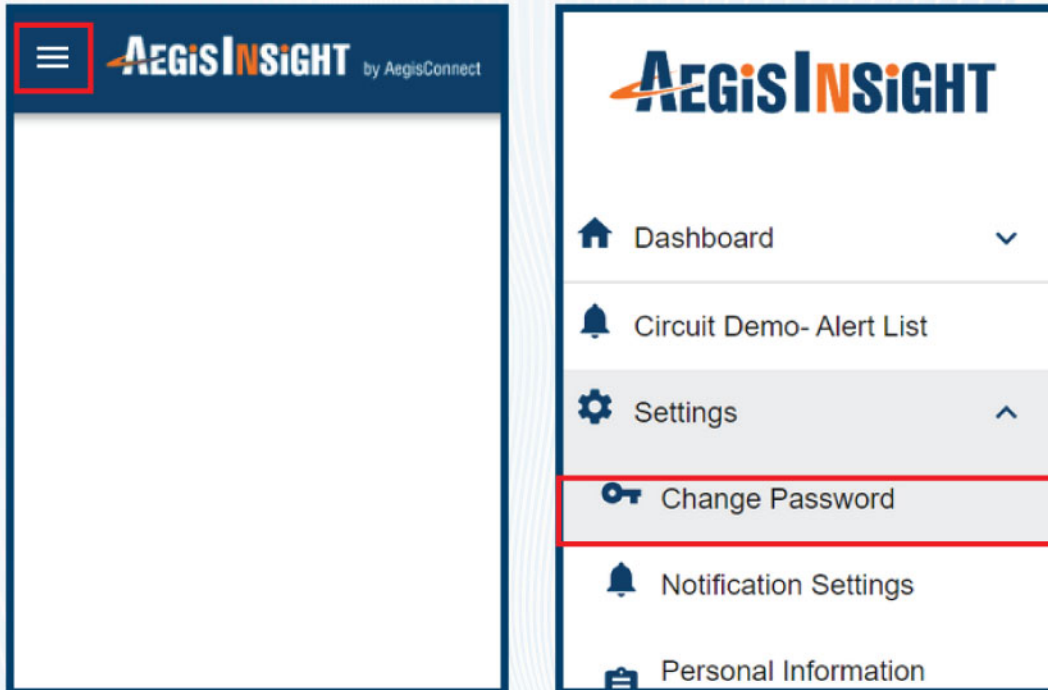 AEGiS INSiGHT by AegisConnect
AEGiS INSiGHT
Dashboard
Circuit Demo- Alert List
Settings
Change Password
Notification Settings
Personal Information